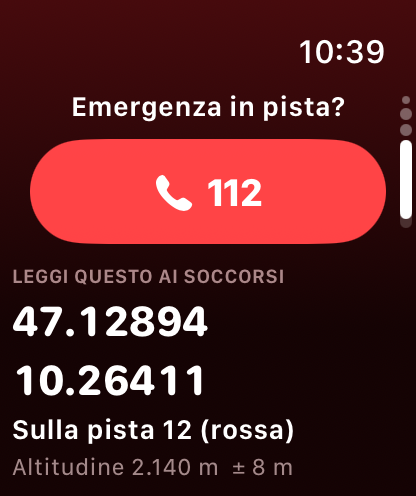 10:39
Emergenza in pista?
112
LEGGI QUESTO AI SOCCORSI
47.12894
10.26411
Sulla pista 12 (rossa)
Altitudine 2.140 m ± 8 m